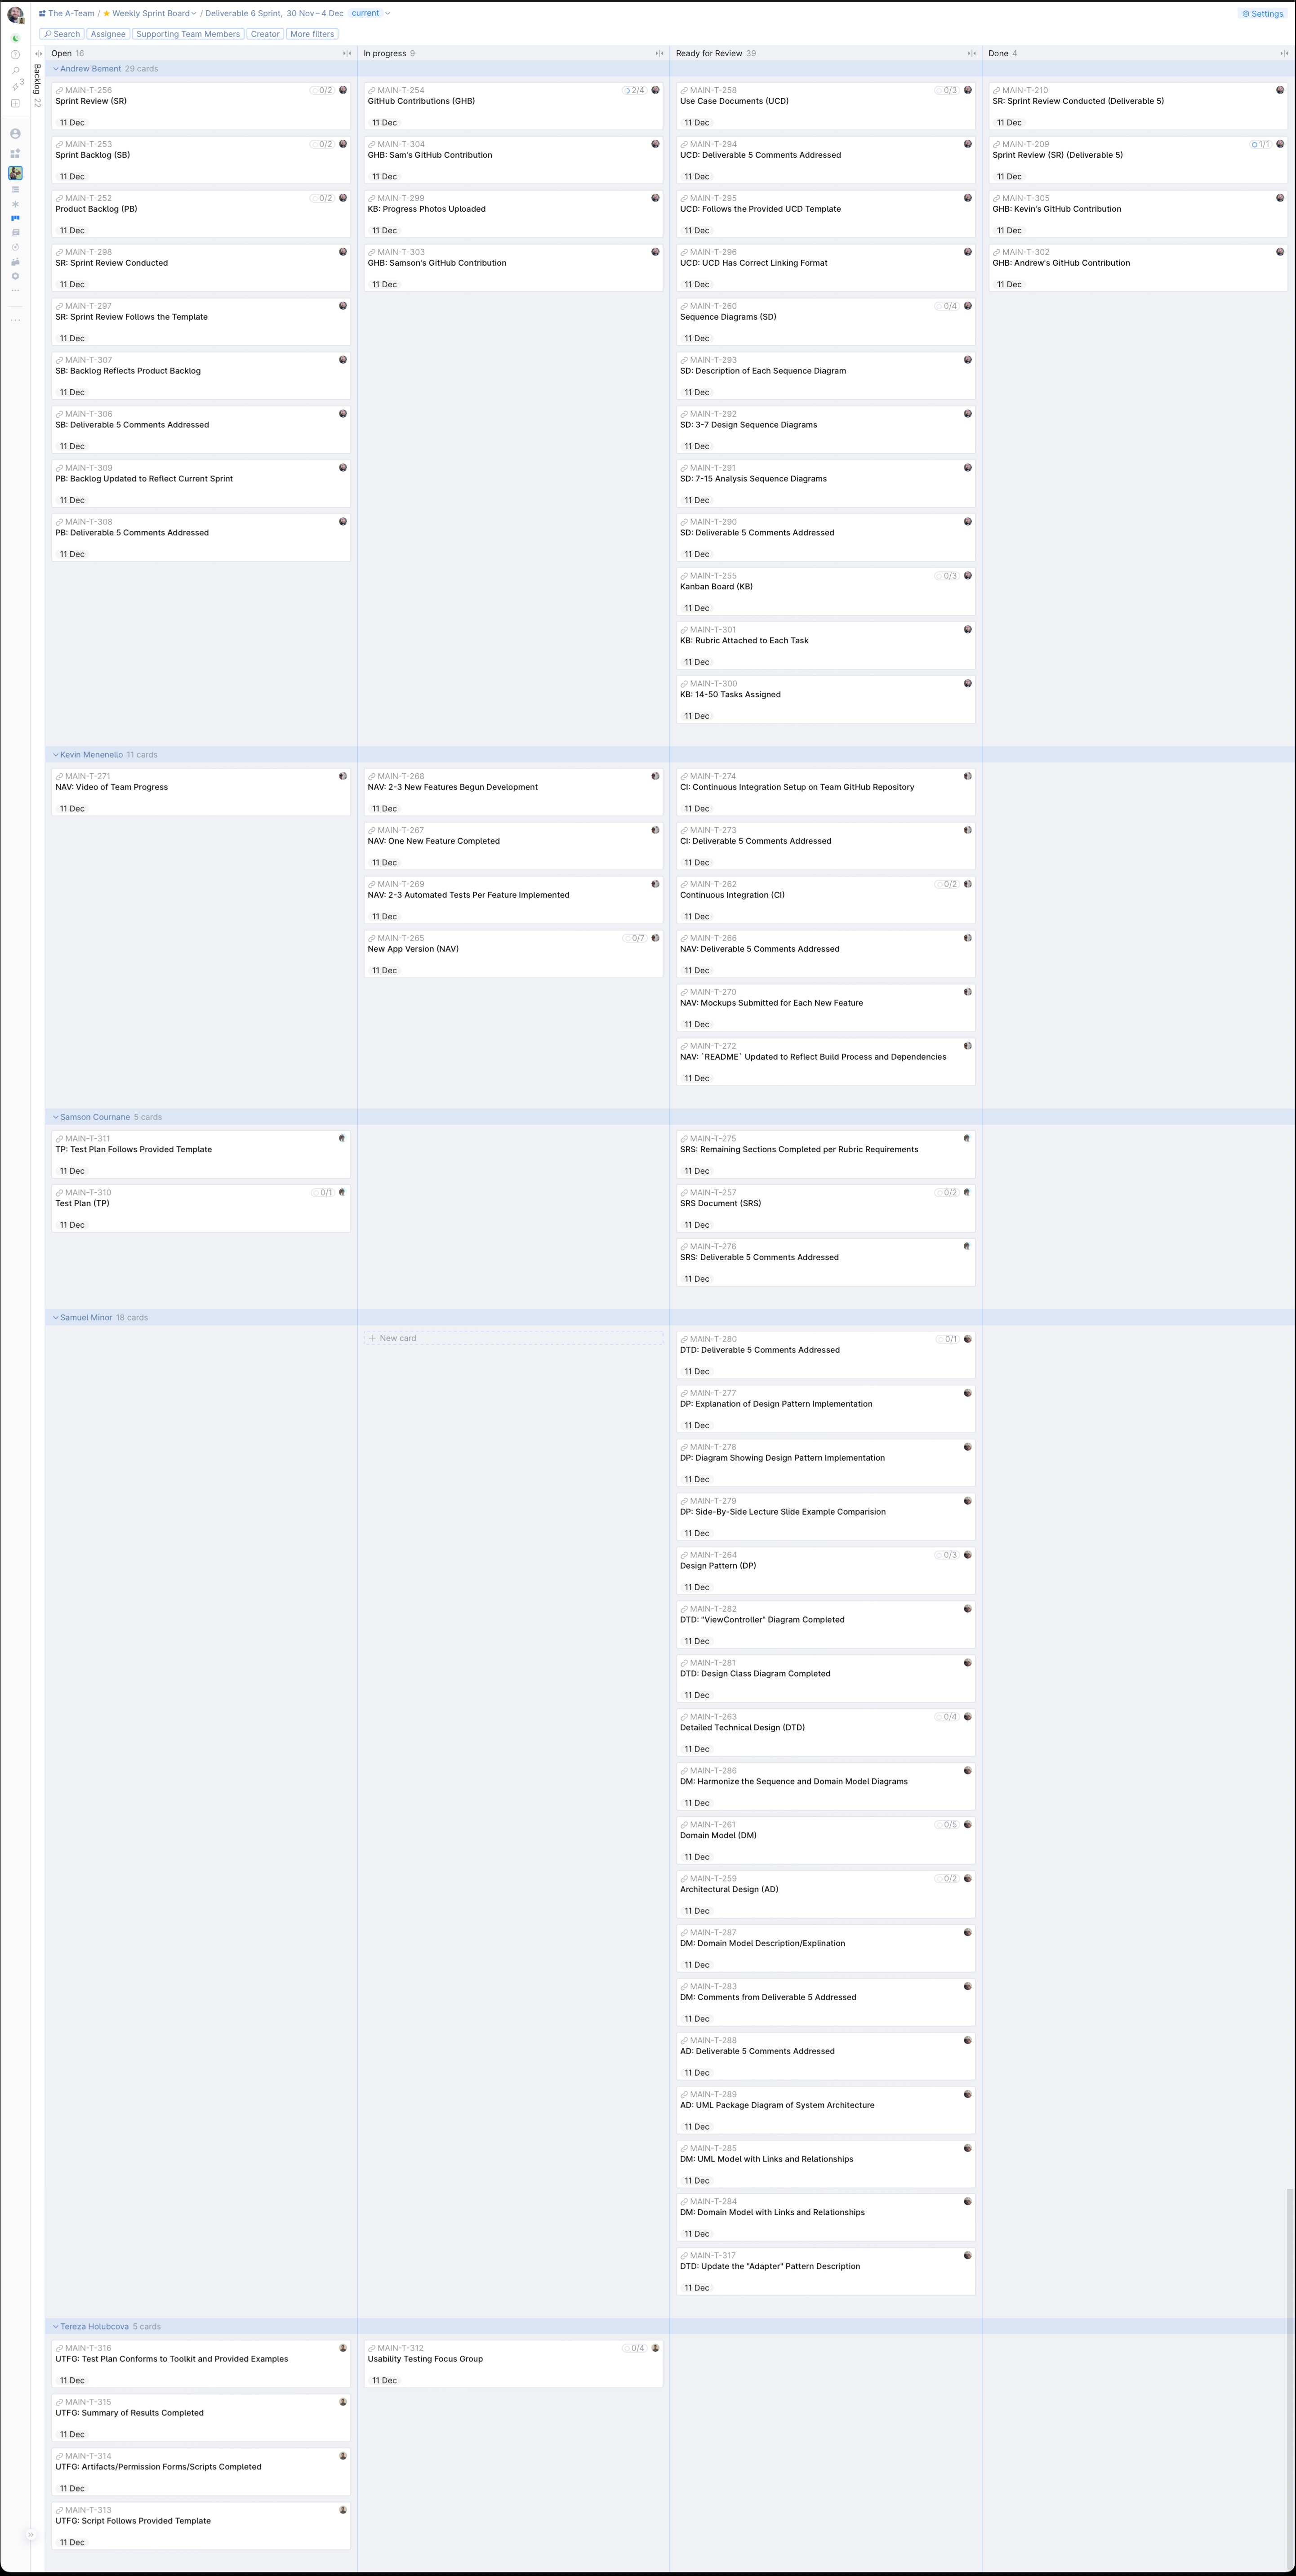 The A-Team / Weekly Sprint Board / Deliverable 6 Sprint, 30 Nov – 4 Dec current
Settings
Search Assignee Supporting Team Members Creator More filters
3
Backlog 22
Open 16
In progress 9
Ready for Review 39
Done 4
Andrew Bement 29 cards
MAIN-T-256 0/2
Sprint Review (SR)
11 Dec
MAIN-T-253 0/2
Sprint Backlog (SB)
11 Dec
MAIN-T-252 0/2
Product Backlog (PB)
11 Dec
MAIN-T-298
SR: Sprint Review Conducted
11 Dec
MAIN-T-297
SR: Sprint Review Follows the Template
11 Dec
MAIN-T-307
SB: Backlog Reflects Product Backlog
11 Dec
MAIN-T-306
SB: Deliverable 5 Comments Addressed
11 Dec
MAIN-T-309
PB: Backlog Updated to Reflect Current Sprint
11 Dec
MAIN-T-308
PB: Deliverable 5 Comments Addressed
11 Dec
MAIN-T-254 2/4
GitHub Contributions (GHB)
11 Dec
MAIN-T-304
GHB: Sam's GitHub Contribution
11 Dec
MAIN-T-299
KB: Progress Photos Uploaded
11 Dec
MAIN-T-303
GHB: Samson's GitHub Contribution
11 Dec
MAIN-T-258 0/3
Use Case Documents (UCD)
11 Dec
MAIN-T-294
UCD: Deliverable 5 Comments Addressed
11 Dec
MAIN-T-295
UCD: Follows the Provided UCD Template
11 Dec
MAIN-T-296
UCD: UCD Has Correct Linking Format
11 Dec
MAIN-T-260 0/4
Sequence Diagrams (SD)
11 Dec
MAIN-T-293
SD: Description of Each Sequence Diagram
11 Dec
MAIN-T-292
SD: 3-7 Design Sequence Diagrams
11 Dec
MAIN-T-291
SD: 7-15 Analysis Sequence Diagrams
11 Dec
MAIN-T-290
SD: Deliverable 5 Comments Addressed
11 Dec
MAIN-T-255 0/3
Kanban Board (KB)
11 Dec
MAIN-T-301
KB: Rubric Attached to Each Task
11 Dec
MAIN-T-300
KB: 14-50 Tasks Assigned
11 Dec
MAIN-T-210
SR: Sprint Review Conducted (Deliverable 5)
11 Dec
MAIN-T-209 1/1
Sprint Review (SR) (Deliverable 5)
11 Dec
MAIN-T-305
GHB: Kevin's GitHub Contribution
11 Dec
MAIN-T-302
GHB: Andrew's GitHub Contribution
11 Dec
Kevin Menenello 11 cards
MAIN-T-271
NAV: Video of Team Progress
11 Dec
MAIN-T-268
NAV: 2-3 New Features Begun Development
11 Dec
MAIN-T-267
NAV: One New Feature Completed
11 Dec
MAIN-T-269
NAV: 2-3 Automated Tests Per Feature Implemented
11 Dec
MAIN-T-265 0/7
New App Version (NAV)
11 Dec
MAIN-T-274
CI: Continuous Integration Setup on Team GitHub Repository
11 Dec
MAIN-T-273
CI: Deliverable 5 Comments Addressed
11 Dec
MAIN-T-262 0/2
Continuous Integration (CI)
11 Dec
MAIN-T-266
NAV: Deliverable 5 Comments Addressed
11 Dec
MAIN-T-270
NAV: Mockups Submitted for Each New Feature
11 Dec
MAIN-T-272
NAV: `README` Updated to Reflect Build Process and Dependencies
11 Dec
Samson Cournane 5 cards
MAIN-T-311
TP: Test Plan Follows Provided Template
11 Dec
MAIN-T-310 0/1
Test Plan (TP)
11 Dec
MAIN-T-275
SRS: Remaining Sections Completed per Rubric Requirements
11 Dec
MAIN-T-257 0/2
SRS Document (SRS)
11 Dec
MAIN-T-276
SRS: Deliverable 5 Comments Addressed
11 Dec
Samuel Minor 18 cards
New card
MAIN-T-280 0/1
DTD: Deliverable 5 Comments Addressed
11 Dec
MAIN-T-277
DP: Explanation of Design Pattern Implementation
11 Dec
MAIN-T-278
DP: Diagram Showing Design Pattern Implementation
11 Dec
MAIN-T-279
DP: Side-By-Side Lecture Slide Example Comparision
11 Dec
MAIN-T-264 0/3
Design Pattern (DP)
11 Dec
MAIN-T-282
DTD: "ViewController" Diagram Completed
11 Dec
MAIN-T-281
DTD: Design Class Diagram Completed
11 Dec
MAIN-T-263 0/4
Detailed Technical Design (DTD)
11 Dec
MAIN-T-286
DM: Harmonize the Sequence and Domain Model Diagrams
11 Dec
MAIN-T-261 0/5
Domain Model (DM)
11 Dec
MAIN-T-259 0/2
Architectural Design (AD)
11 Dec
MAIN-T-287
DM: Domain Model Description/Explination
11 Dec
MAIN-T-283
DM: Comments from Deliverable 5 Addressed
11 Dec
MAIN-T-288
AD: Deliverable 5 Comments Addressed
11 Dec
MAIN-T-289
AD: UML Package Diagram of System Architecture
11 Dec
MAIN-T-285
DM: UML Model with Links and Relationships
11 Dec
MAIN-T-284
DM: Domain Model with Links and Relationships
11 Dec
MAIN-T-317
DTD: Update the "Adapter" Pattern Description
11 Dec
Tereza Holubcova 5 cards
MAIN-T-316
UTFG: Test Plan Conforms to Toolkit and Provided Examples
11 Dec
MAIN-T-315
UTFG: Summary of Results Completed
11 Dec
MAIN-T-314
UTFG: Artifacts/Permission Forms/Scripts Completed
11 Dec
MAIN-T-313
UTFG: Script Follows Provided Template
11 Dec
MAIN-T-312 0/4
Usability Testing Focus Group
11 Dec